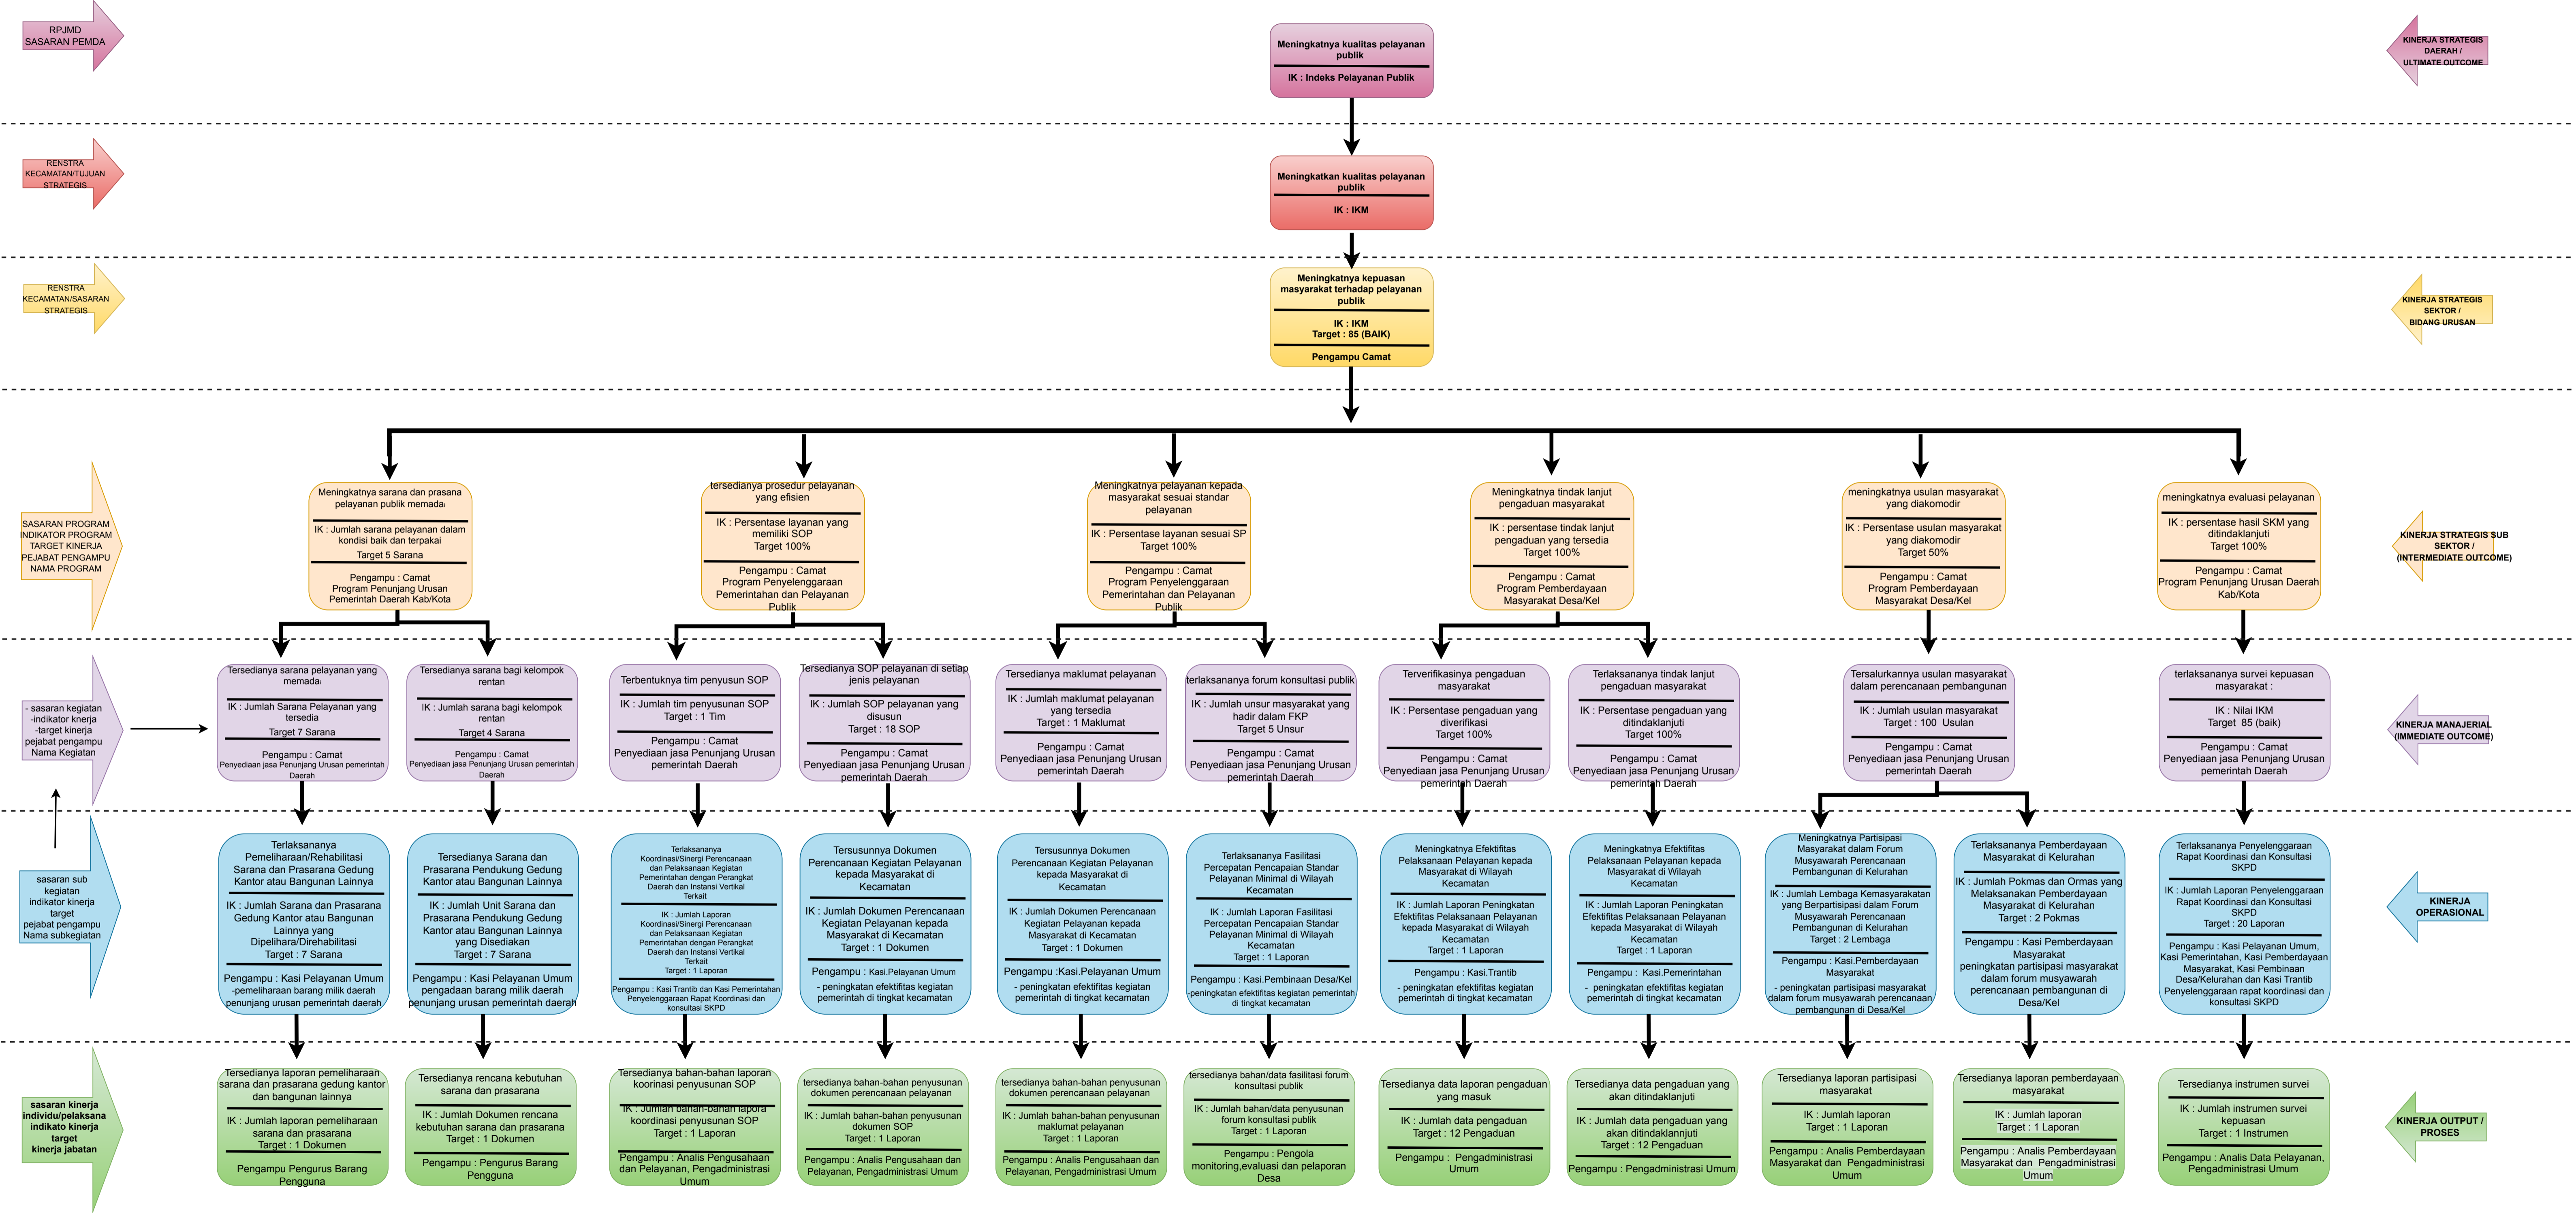 RPJMD
SASARAN PEMDA
Meningkatnya kualitas pelayanan
publik
IK : Indeks Pelayanan Publik
KINERJA STRATEGIS
DAERAH /
ULTIMATE OUTCOME
RENSTRA
KECAMATAN/TUJUAN
STRATEGIS
Meningkatkan kualitas pelayanan
publik
IK : IKM
RENSTRA
KECAMATAN/SASARAN
STRATEGIS
Meningkatnya kepuasan
masyarakat terhadap pelayanan
publik
IK : IKM
Target : 85 (BAIK)
Pengampu Camat
KINERJA STRATEGIS
SEKTOR /
BIDANG URUSAN
SASARAN PROGRAM
INDIKATOR PROGRAM
TARGET KINERJA
PEJABAT PENGAMPU
NAMA PROGRAM
Meningkatnya sarana dan prasana
pelayanan publik memadai
IK : Jumlah sarana pelayanan dalam
kondisi baik dan terpakai
Target 5 Sarana
Pengampu : Camat
Program Penunjang Urusan
Pemerintah Daerah Kab/Kota
tersedianya prosedur pelayanan
yang efisien
IK : Persentase layanan yang
memiliki SOP
Target 100%
Pengampu : Camat
Program Penyelenggaraan
Pemerintahan dan Pelayanan
Publik
Meningkatnya pelayanan kepada
masyarakat sesuai standar
pelayanan
IK : Persentase layanan sesuai SP
Target 100%
Pengampu : Camat
Program Penyelenggaraan
Pemerintahan dan Pelayanan
Publik
Meningkatnya tindak lanjut
pengaduan masyarakat
IK : persentase tindak lanjut
pengaduan yang tersedia
Target 100%
Pengampu : Camat
Program Pemberdayaan
Masyarakat Desa/Kel
meningkatnya usulan masyarakat
yang diakomodir
IK : Persentase usulan masyarakat
yang diakomodir
Target 50%
Pengampu : Camat
Program Pemberdayaan
Masyarakat Desa/Kel
meningkatnya evaluasi pelayanan
IK : persentase hasil SKM yang
ditindaklanjuti
Target 100%
Pengampu : Camat
Program Penunjang Urusan Daerah
Kab/Kota
KINERJA STRATEGIS SUB
SEKTOR /
(INTERMEDIATE OUTCOME)
- sasaran kegiatan
-indikator knerja
-target kinerja
pejabat pengampu
Nama Kegiatan
Tersedianya sarana pelayanan yang
memadai
IK : Jumlah Sarana Pelayanan yang
tersedia
Target 7 Sarana
Pengampu : Camat
Penyediaan jasa Penunjang Urusan pemerintah
Daerah
Tersedianya sarana bagi kelompok
rentan
IK : Jumlah sarana bagi kelompok
rentan
Target 4 Sarana
Pengampu : Camat
Penyediaan jasa Penunjang Urusan pemerintah
Daerah
Terbentuknya tim penyusun SOP
IK : Jumlah tim penyusunan SOP
Target : 1 Tim
Pengampu : Camat
Penyediaan jasa Penunjang Urusan
pemerintah Daerah
Tersedianya SOP pelayanan di setiap
jenis pelayanan
IK : Jumlah SOP pelayanan yang
disusun
Target : 18 SOP
Pengampu : Camat
Penyediaan jasa Penunjang Urusan
pemerintah Daerah
Tersedianya maklumat pelayanan
IK : Jumlah maklumat pelayanan
yang tersedia
Target : 1 Maklumat
Pengampu : Camat
Penyediaan jasa Penunjang Urusan
pemerintah Daerah
terlaksananya forum konsultasi publik
IK : Jumlah unsur masyarakat yang
hadir dalam FKP
Target 5 Unsur
Pengampu : Camat
Penyediaan jasa Penunjang Urusan
pemerintah Daerah
Terverifikasinya pengaduan
masyarakat
IK : Persentase pengaduan yang
diverifikasi
Target 100%
Pengampu : Camat
Penyediaan jasa Penunjang Urusan
pemerintah Daerah
Terlaksananya tindak lanjut
pengaduan masyarakat
IK : Persentase pengaduan yang
ditindaklanjuti
Target 100%
Pengampu : Camat
Penyediaan jasa Penunjang Urusan
pemerintah Daerah
Tersalurkannya usulan masyarakat
dalam perencanaan pembangunan
IK : Jumlah usulan masyarakat
Target : 100 Usulan
Pengampu : Camat
Penyediaan jasa Penunjang Urusan
pemerintah Daerah
terlaksananya survei kepuasan
masyarakat :
IK : Nilai IKM
Target 85 (baik)
Pengampu : Camat
Penyediaan jasa Penunjang Urusan
pemerintah Daerah
KINERJA MANAJERIAL
(IMMEDIATE OUTCOME)
sasaran sub
kegiatan
indikator kinerja
target
pejabat pengampu
Nama subkegiatan
Terlaksananya
Pemeliharaan/Rehabilitasi
Sarana dan Prasarana Gedung
Kantor atau Bangunan Lainnya
IK : Jumlah Sarana dan Prasarana
Gedung Kantor atau Bangunan
Lainnya yang
Dipelihara/Direhabilitasi
Target : 7 Sarana
Pengampu : Kasi Pelayanan Umum
-pemeliharaan barang milik daerah
penunjang urusan pemerintah daerah
Tersedianya Sarana dan
Prasarana Pendukung Gedung
Kantor atau Bangunan Lainnya
IK : Jumlah Unit Sarana dan
Prasarana Pendukung Gedung
Kantor atau Bangunan Lainnya
yang Disediakan
Target : 7 Sarana
Pengampu : Kasi Pelayanan Umum
pengadaan barang milik daerah
penunjang urusan pemerintah daerah
Terlaksananya
Koordinasi/Sinergi Perencanaan
dan Pelaksanaan Kegiatan
Pemerintahan dengan Perangkat
Daerah dan Instansi Vertikal
Terkait
IK : Jumlah Laporan
Koordinasi/Sinergi Perencanaan
dan Pelaksanaan Kegiatan
Pemerintahan dengan Perangkat
Daerah dan Instansi Vertikal
Terkait
Target : 1 Laporan
Pengampu : Kasi Trantib dan Kasi Pemerintahan
Penyelenggaraan Rapat Koordinasi dan
konsultasi SKPD
Tersusunnya Dokumen
Perencanaan Kegiatan Pelayanan
kepada Masyarakat di
Kecamatan
IK : Jumlah Dokumen Perencanaan
Kegiatan Pelayanan kepada
Masyarakat di Kecamatan
Target : 1 Dokumen
Pengampu : Kasi.Pelayanan Umum
- peningkatan efektifitas kegiatan
pemerintah di tingkat kecamatan
Tersusunnya Dokumen
Perencanaan Kegiatan Pelayanan
kepada Masyarakat di
Kecamatan
IK : Jumlah Dokumen Perencanaan
Kegiatan Pelayanan kepada
Masyarakat di Kecamatan
Target : 1 Dokumen
Pengampu :Kasi.Pelayanan Umum
- peningkatan efektifitas kegiatan
pemerintah di tingkat kecamatan
Terlaksananya Fasilitasi
Percepatan Pencapaian Standar
Pelayanan Minimal di Wilayah
Kecamatan
IK : Jumlah Laporan Fasilitasi
Percepatan Pencapaian Standar
Pelayanan Minimal di Wilayah
Kecamatan
Target : 1 Laporan
Pengampu : Kasi.Pembinaan Desa/Kel
-peningkatan efektifitas kegiatan pemerintah
di tingkat kecamatan
Meningkatnya Efektifitas
Pelaksanaan Pelayanan kepada
Masyarakat di Wilayah
Kecamatan
IK : Jumlah Laporan Peningkatan
Efektifitas Pelaksanaan Pelayanan
kepada Masyarakat di Wilayah
Kecamatan
Target : 1 Laporan
Pengampu : Kasi.Trantib
- peningkatan efektifitas kegiatan
pemerintah di tingkat kecamatan
Meningkatnya Efektifitas
Pelaksanaan Pelayanan kepada
Masyarakat di Wilayah
Kecamatan
IK : Jumlah Laporan Peningkatan
Efektifitas Pelaksanaan Pelayanan
kepada Masyarakat di Wilayah
Kecamatan
Target : 1 Laporan
Pengampu : Kasi.Pemerintahan
- peningkatan efektifitas kegiatan
pemerintah di tingkat kecamatan
Meningkatnya Partisipasi
Masyarakat dalam Forum
Musyawarah Perencanaan
Pembangunan di Kelurahan
IK : Jumlah Lembaga Kemasyarakatan
yang Berpartisipasi dalam Forum
Musyawarah Perencanaan
Pembangunan di Kelurahan
Target : 2 Lembaga
Pengampu : Kasi.Pemberdayaan
Masyarakat
- peningkatan partisipasi masyarakat
dalam forum musyawarah perencanaan
pembangunan di Desa/Kel
Terlaksananya Pemberdayaan
Masyarakat di Kelurahan
IK : Jumlah Pokmas dan Ormas yang
Melaksanakan Pemberdayaan
Masyarakat di Kelurahan
Target : 2 Pokmas
Pengampu : Kasi Pemberdayaan
Masyarakat
peningkatan partisipasi masyarakat
dalam forum musyawarah
perencanaan pembangunan di
Desa/Kel
Terlaksananya Penyelenggaraan
Rapat Koordinasi dan Konsultasi
SKPD
IK : Jumlah Laporan Penyelenggaraan
Rapat Koordinasi dan Konsultasi
SKPD
Target : 20 Laporan
Pengampu : Kasi Pelayanan Umum,
Kasi Pemerintahan, Kasi Pemberdayaan
Masyarakat, Kasi Pembinaan
Desa/Kelurahan dan Kasi Trantib
Penyelenggaraan rapat koordinasi dan
konsultasi SKPD
KINERJA
OPERASIONAL
sasaran kinerja
individu/pelaksana
indikato kinerja
target
kinerja jabatan
Tersedianya laporan pemeliharaan
sarana dan prasarana gedung kantor
dan bangunan lainnya
IK : Jumlah laporan pemeliharaan
sarana dan prasarana
Target : 1 Dokumen
Pengampu Pengurus Barang
Pengguna
Tersedianya rencana kebutuhan
sarana dan prasarana
IK : Jumlah Dokumen rencana
kebutuhan sarana dan prasarana
Target : 1 Dokumen
Pengampu : Pengurus Barang
Pengguna
Tersedianya bahan-bahan laporan
koorinasi penyusunan SOP
IK : Jumlah bahan-bahan lapora
koordinasi penyusunan SOP
Target : 1 Laporan
Pengampu : Analis Pengusahaan
dan Pelayanan, Pengadministrasi
Umum
tersedianya bahan-bahan penyusunan
dokumen perencanaan pelayanan
IK : Jumlah bahan-bahan penyusunan
dokumen SOP
Target : 1 Laporan
Pengampu : Analis Pengusahaan dan
Pelayanan, Pengadministrasi Umum
tersedianya bahan-bahan penyusunan
dokumen perencanaan pelayanan
IK : Jumlah bahan-bahan penyusunan
maklumat pelayanan
Target : 1 Laporan
Pengampu : Analis Pengusahaan dan
Pelayanan, Pengadministrasi Umum
tersedianya bahan/data fasilitasi forum
konsultasi publik
IK : Jumlah bahan/data penyusunan
forum konsultasi publik
Target : 1 Laporan
Pengampu : Pengola
monitoring,evaluasi dan pelaporan
Desa
Tersedianya data laporan pengaduan
yang masuk
IK : Jumlah data pengaduan
Target : 12 Pengaduan
Pengampu : Pengadministrasi
Umum
Tersedianya data pengaduan yang
akan ditindaklanjuti
IK : Jumlah data pengaduan yang
akan ditindaklannjuti
Target : 12 Pengaduan
Pengampu : Pengadministrasi Umum
Tersedianya laporan partisipasi
masyarakat
IK : Jumlah laporan
Target : 1 Laporan
Pengampu : Analis Pemberdayaan
Masyarakat dan Pengadministrasi
Umum
Tersedianya laporan pemberdayaan
masyarakat
IK : Jumlah laporan
Target : 1 Laporan
Pengampu : Analis Pemberdayaan
Masyarakat dan Pengadministrasi
Umum
Tersedianya instrumen survei
IK : Jumlah instrumen survei
kepuasan
Target : 1 Instrumen
Pengampu : Analis Data Pelayanan,
Pengadministrasi Umum
KINERJA OUTPUT /
PROSES